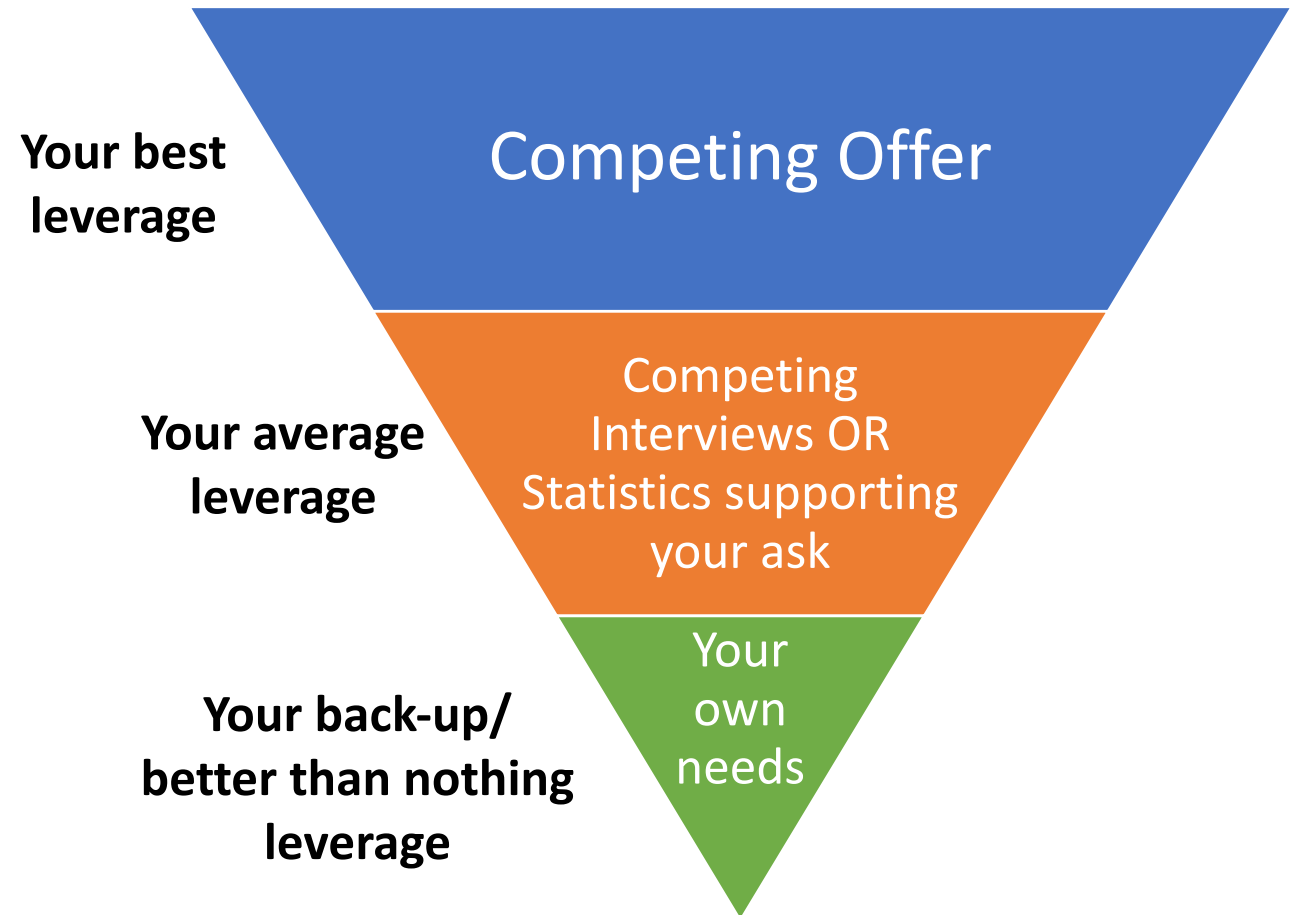 Your best
leverage
Competing Offer
Your average
leverage
Competing
Interviews OR
Statistics supporting
your ask
Your back-up/
better than nothing
leverage
Your
own
needs